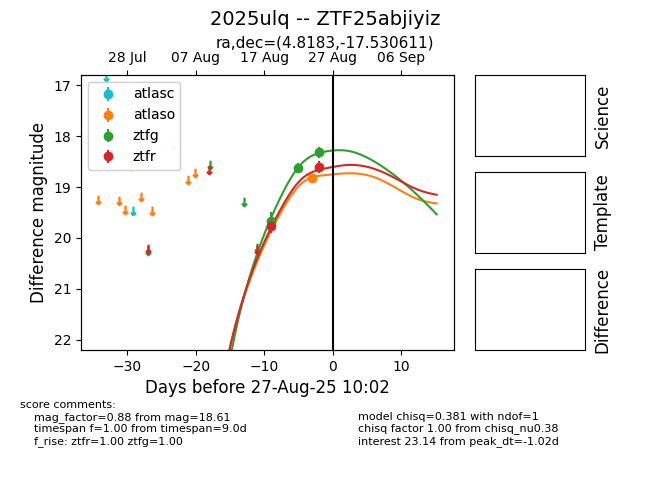 2025ulq -- ZTF25abjiyiz
ra,dec=(4.8183,-17.530611)
28 Jul 07 Aug 17 Aug 27 Aug 06 Sep
17
18
19
20
21
22
Difference magnitude
atlasc
atlaso
ztfg
ztfr
−30 −20 −10 0 10
Days before 27-Aug-25 10:02
Science
Template
Difference
score comments:
mag_factor=0.88 from mag=18.61
timespan f=1.00 from timespan=9.0d
f_rise: ztfr=1.00 ztfg=1.00
model chisq=0.381 with ndof=1
chisq factor 1.00 from chisq_nu0.38
interest 23.14 from peak_dt=-1.02d